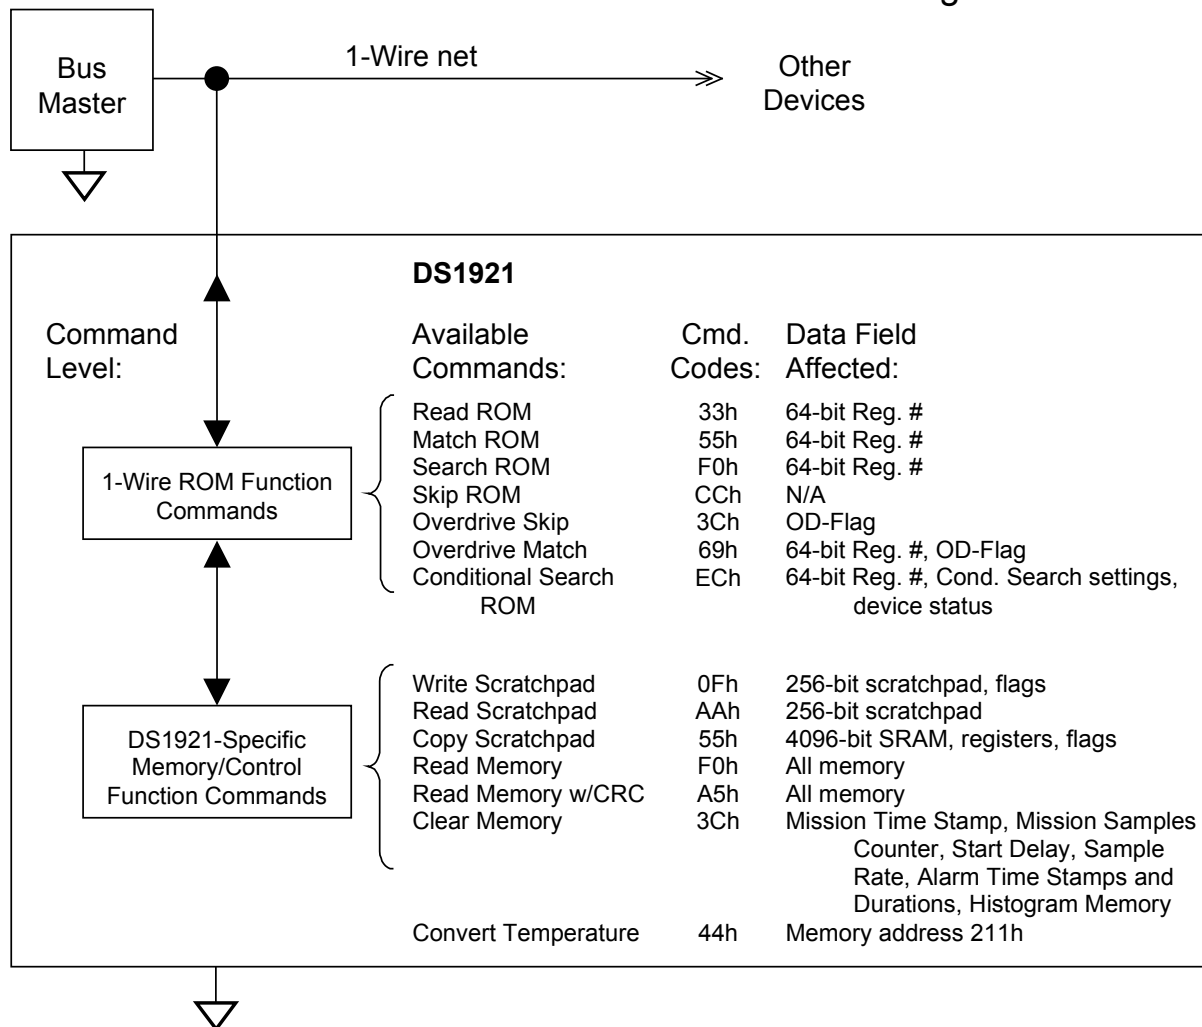 Bus
Master
1-Wire net
Other
Devices
DS1921
Command
Level:
Available
Commands:
Cmd.
Codes:
Data Field
Affected:
1-Wire ROM Function
Commands
Read ROM 33h 64-bit Reg. #
Match ROM 55h 64-bit Reg. #
Search ROM F0h 64-bit Reg. #
Skip ROM CCh N/A
Overdrive Skip 3Ch OD-Flag
Overdrive Match 69h 64-bit Reg. #, OD-Flag
Conditional Search ECh 64-bit Reg. #, Cond. Search settings,
ROM device status
DS1921-Specific
Memory/Control
Function Commands
Write Scratchpad 0Fh 256-bit scratchpad, flags
Read Scratchpad AAh 256-bit scratchpad
Copy Scratchpad 55h 4096-bit SRAM, registers, flags
Read Memory F0h All memory
Read Memory w/CRC A5h All memory
Clear Memory 3Ch Mission Time Stamp, Mission Samples
Counter, Start Delay, Sample
Rate, Alarm Time Stamps and
Durations, Histogram Memory
Convert Temperature 44h Memory address 211h